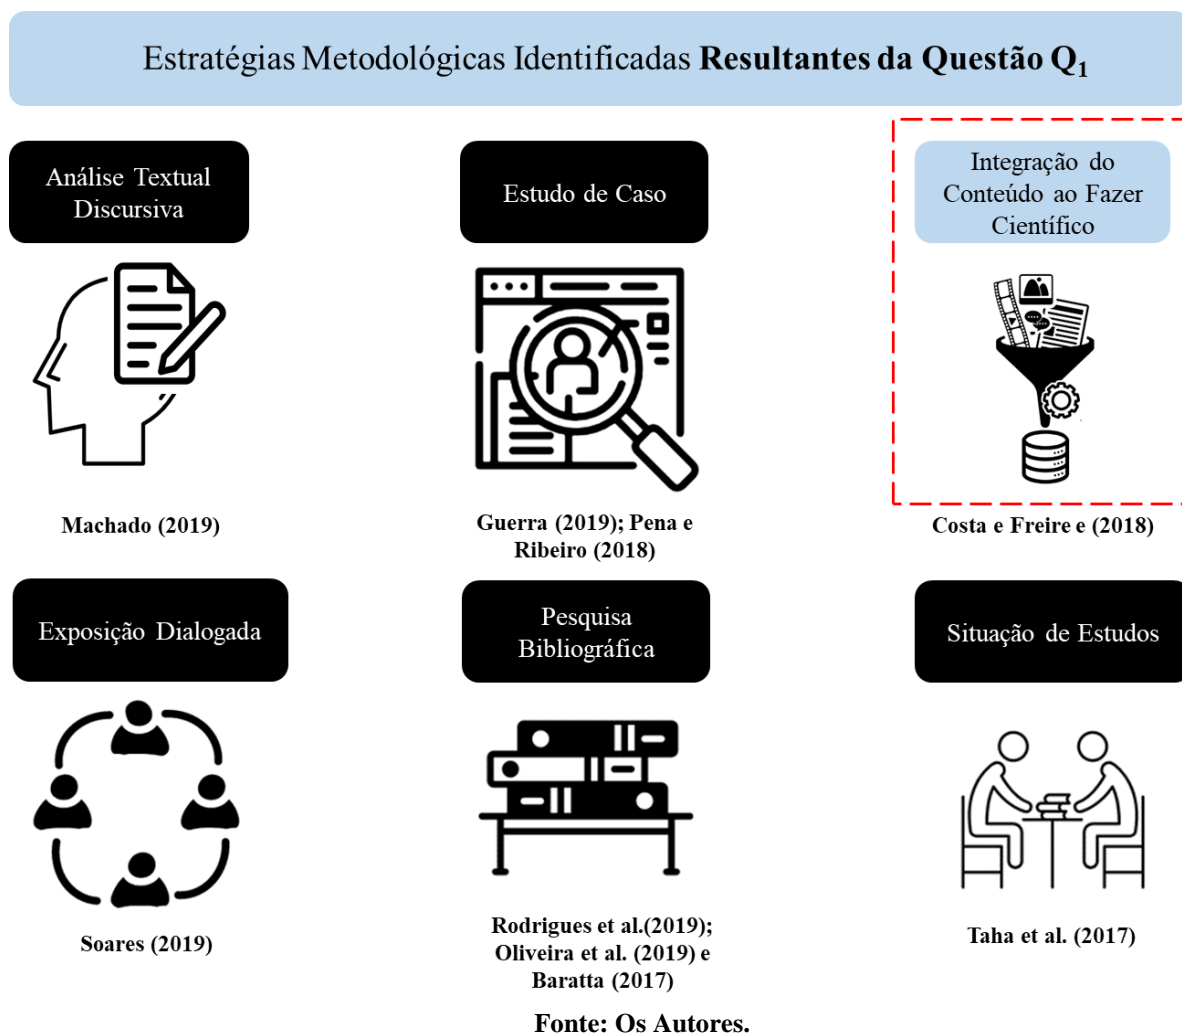 Estratégias Metodológicas Identificadas Resultantes da Questão Q₁
Análise Textual
Discursiva
Estudo de Caso
Integração do
Conteúdo ao Fazer
Científico
Machado (2019)
Guerra (2019); Pena e
Ribeiro (2018)
Costa e Freire e (2018)
Exposição Dialogada
Pesquisa
Bibliográfica
Situação de Estudos
Soares (2019)
Rodrigues et al.(2019);
Oliveira et al. (2019) e
Baratta (2017)
Taha et al. (2017)
Fonte: Os Autores.